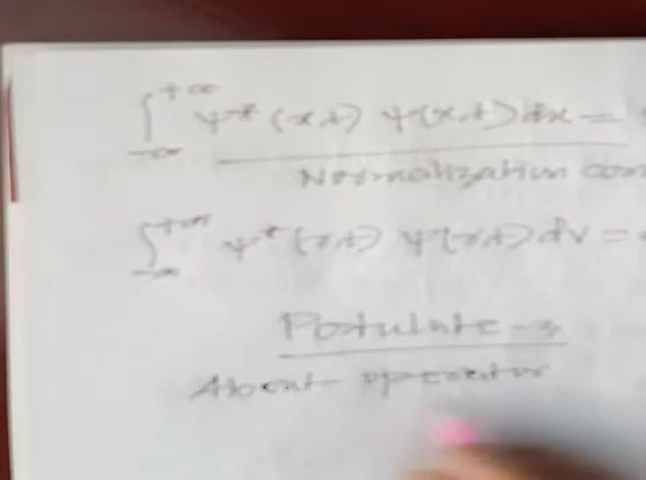 ∫₋∞⁺∞ ψ* (x,t) ψ(x,t) dx =
Normalization con
∫₋∞⁺∞ ψ* (r,t) ψ(r,t) dv =
Postulate - 3
About operator